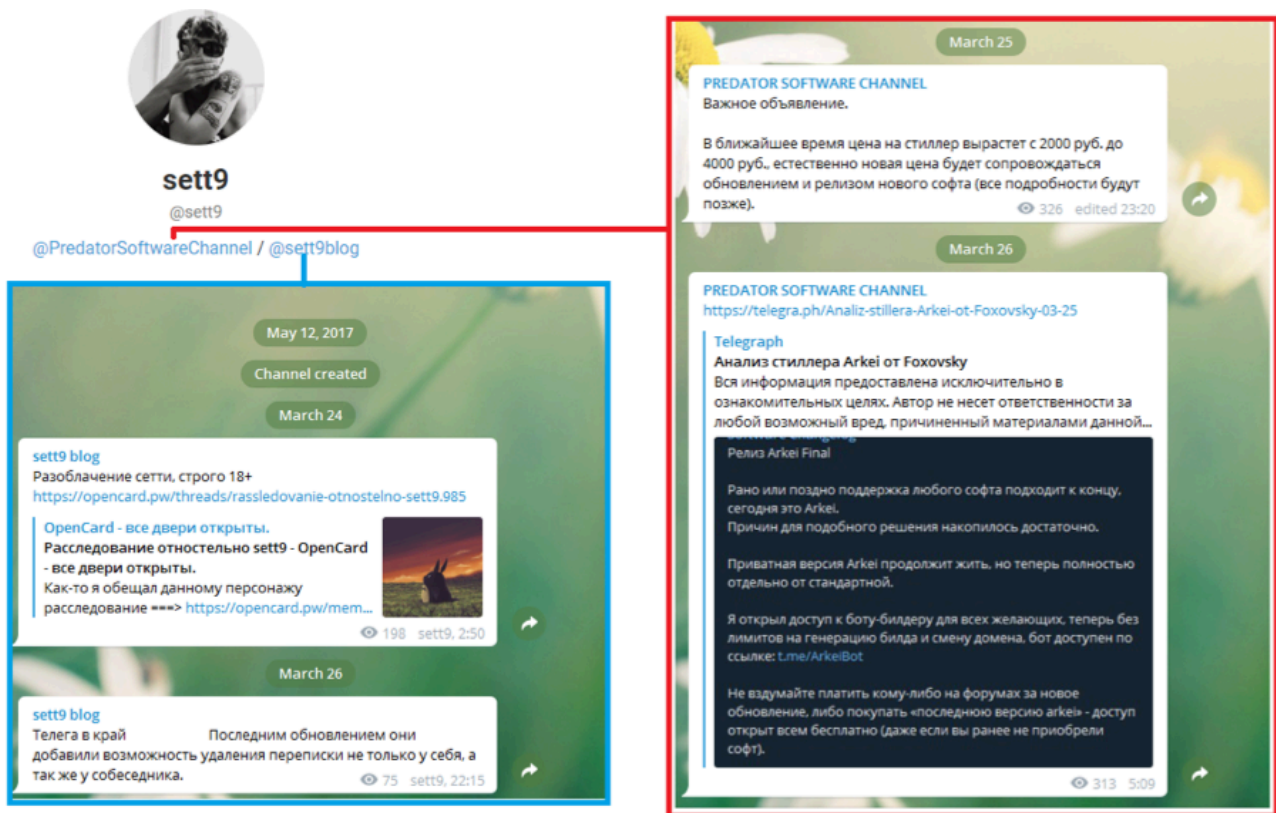 sett9
@sett9
@PredatorSoftwareChannel / @sett9blog
May 12, 2017
Channel created
March 24
sett9 blog
Разоблачение сетти, строго 18+
https://opencard.pw/threads/rassledovanie-otnostelno-sett9.985
OpenCard - все двери открыты.
Расследование отностельно sett9 - OpenCard
- все двери открыты.
Как-то я обещал данному персонажу
расследование ===> https://opencard.pw/mem...
198 sett9, 2:50
March 26
sett9 blog
Телега в край Последним обновлением они
добавили возможность удаления переписки не только у себя, а
так же у собеседника.
75 sett9, 22:15
March 25
PREDATOR SOFTWARE CHANNEL
Важное объявление.
В ближайшее время цена на стиллер вырастет с 2000 руб. до
4000 руб., естественно новая цена будет сопровождаться
обновлением и релизом нового софта (все подробности будут
позже).
326 edited 23:20
March 26
PREDATOR SOFTWARE CHANNEL
https://telegra.ph/Analiz-stillera-Arkei-ot-Foxovsky-03-25
Telegraph
Анализ стиллера Arkei от Foxovsky
Вся информация предоставлена исключительно в
ознакомительных целях. Автор не несет ответственности за
любой возможный вред, причиненный материалами данной...
Software Changelog
Релиз Arkei Final
Рано или поздно поддержка любого софта подходит к концу,
сегодня это Arkei.
Причин для подобного решения накопилось достаточно.
Приватная версия Arkei продолжит жить, но теперь полностью
отдельно от стандартной.
Я открыл доступ к боту-билдеру для всех желающих, теперь без
лимитов на генерацию билда и смену домена, бот доступен по
ссылке: t.me/ArkeiBot
Не вздумайте платить кому-либо на форумах за новое
обновление, либо покупать «последнюю версию arkei» - доступ
открыт всем бесплатно (даже если вы ранее не приобрели
софт).
313 5:09